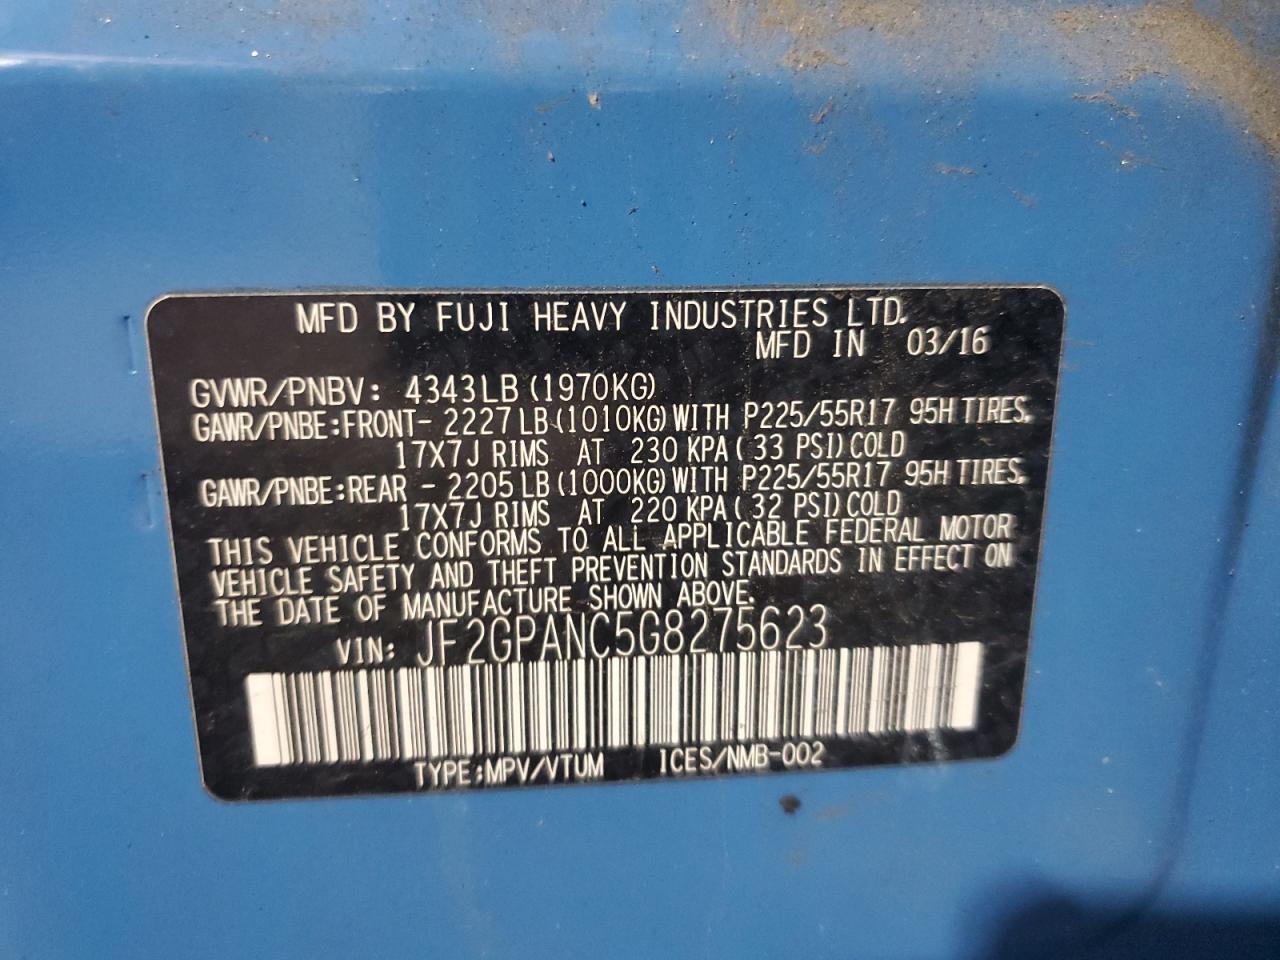 MFD BY FUJI HEAVY INDUSTRIES LTD.
MFD IN 03/16
GVWR/PNBV: 4343LB (1970KG)
GAWR/PNBE:FRONT- 2227 LB (1010KG) WITH P225/55R17 95H TIRES.
17X7J RIMS AT 230 KPA ( 33 PSI) COLD
GAWR/PNBE:REAR - 2205 LB (1000KG) WITH P225/55R17 95H TIRES.
17X7J RIMS AT 220 KPA ( 32 PSI) COLD
THIS VEHICLE CONFORMS TO ALL APPLICABLE FEDERAL MOTOR
VEHICLE SAFETY AND THEFT PREVENTION STANDARDS IN EFFECT ON
THE DATE OF MANUFACTURE SHOWN ABOVE.
VIN: JF2GPANC5G8275623
TYPE:MPV/VTUM ICES/NMB-002